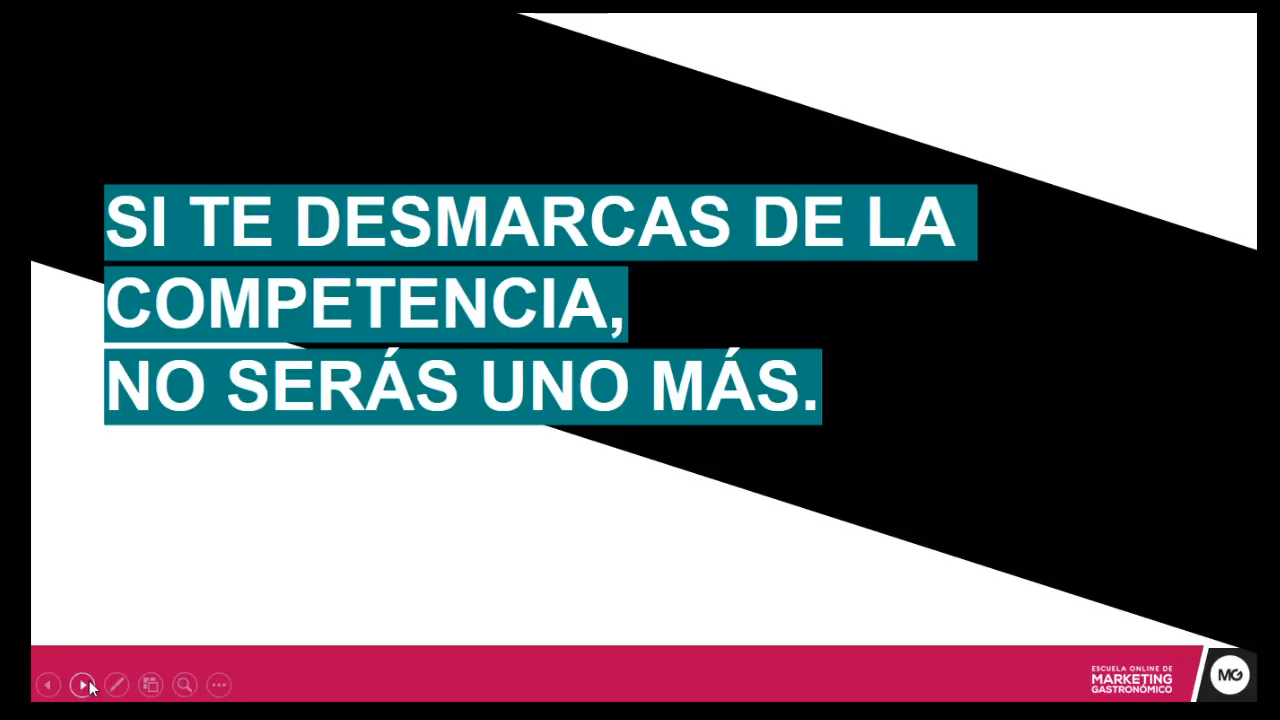 SI TE DESMARCAS DE LA
COMPETENCIA,
NO SERÁS UNO MÁS.
ESCUELA ONLINE DE
MARKETING
GASTRONÓMICO
MG